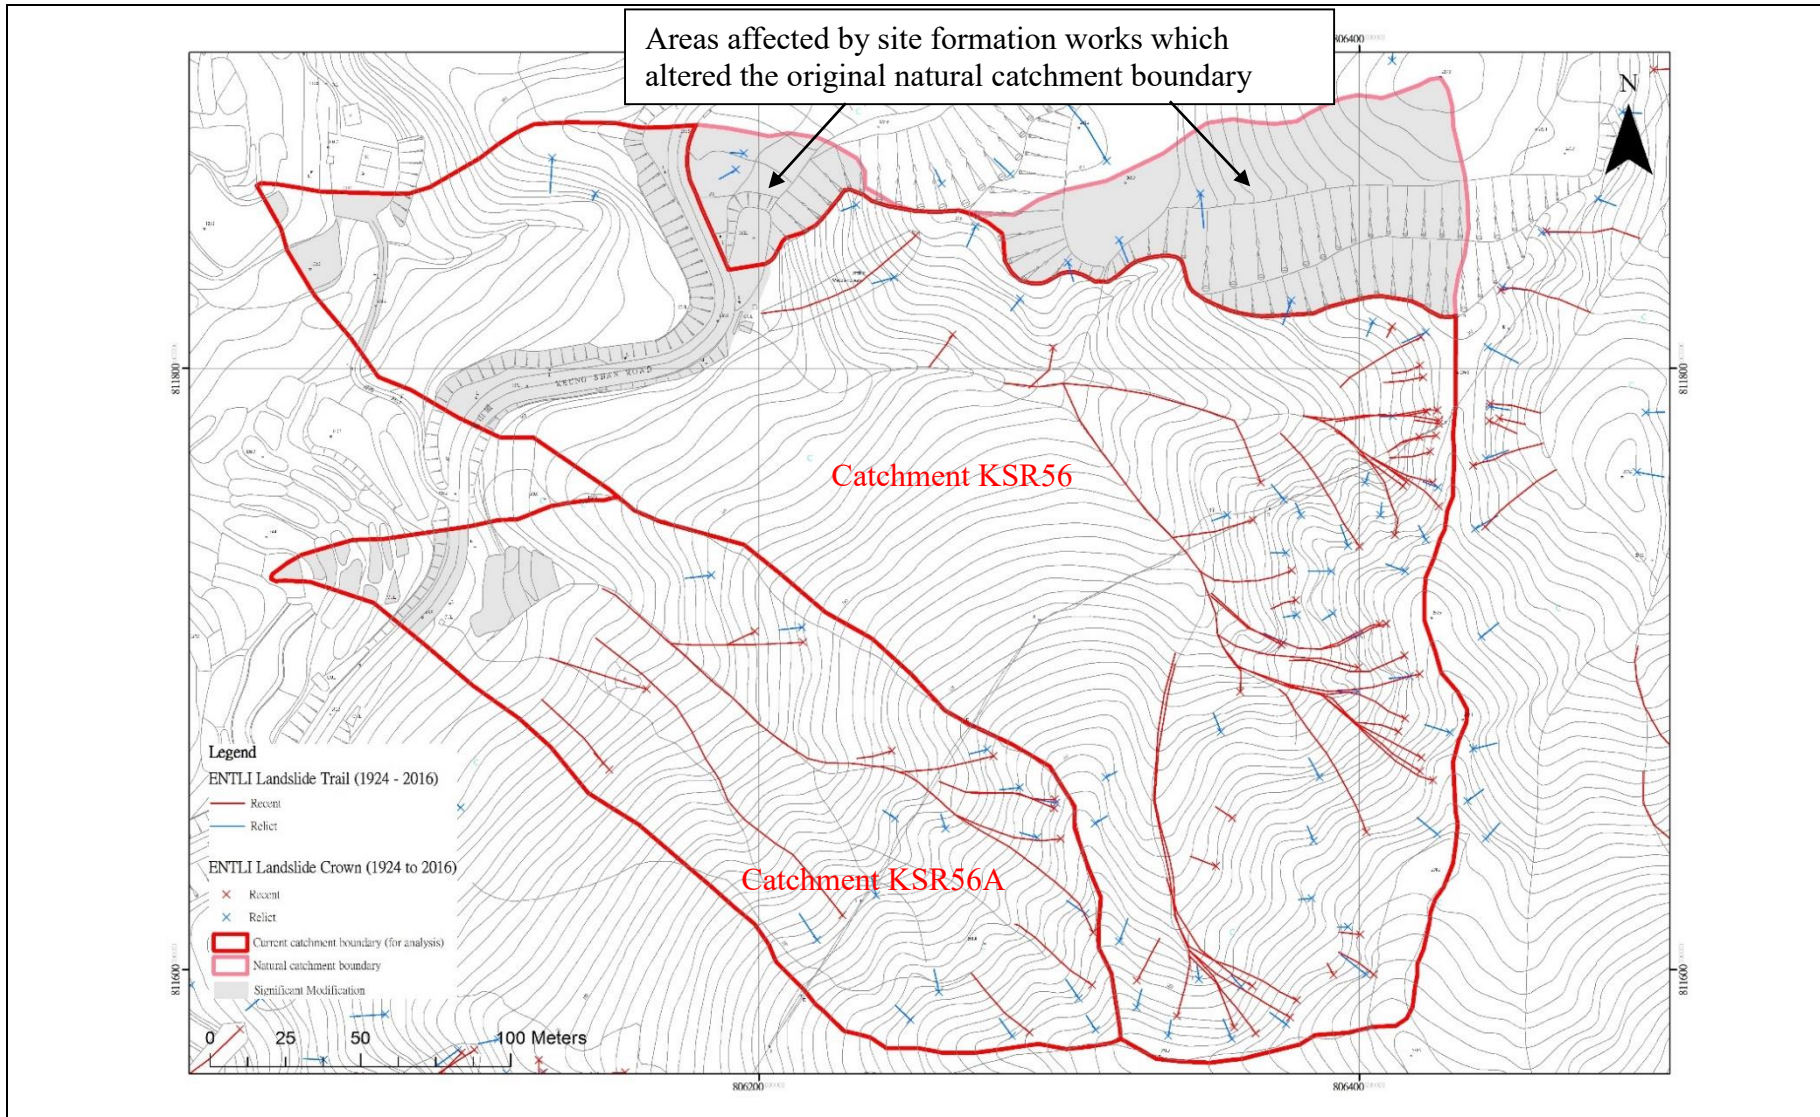 Areas affected by site formation works which
altered the original natural catchment boundary
806400
N
811800
811800
KEUNG SHAN ROAD
Catchment KSR56
Catchment KSR56A
Legend
ENTLI Landslide Trail (1924 - 2016)
Recent
Relict
ENTLI Landslide Crown (1924 to 2016)
Recent
Relict
Current catchment boundary (for analysis)
Natural catchment boundary
Significant Modification
811600
811600
0 25 50 100 Meters
806200
806400